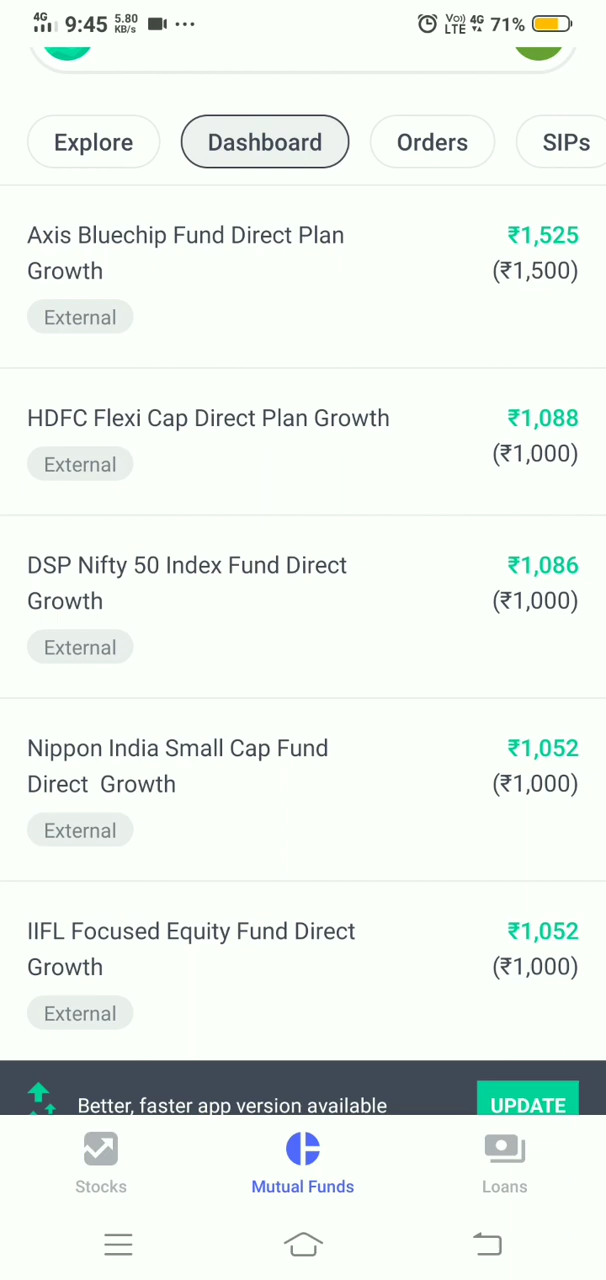 4G 9:45 5.80 KB/s ... Vo)) LTE 4G 71%
Explore Dashboard Orders SIPs
Axis Bluechip Fund Direct Plan ₹1,525
Growth (₹1,500)
External
HDFC Flexi Cap Direct Plan Growth ₹1,088
(₹1,000)
External
DSP Nifty 50 Index Fund Direct ₹1,086
Growth (₹1,000)
External
Nippon India Small Cap Fund ₹1,052
Direct Growth (₹1,000)
External
IIFL Focused Equity Fund Direct ₹1,052
Growth (₹1,000)
External
Better, faster app version available UPDATE
Stocks Mutual Funds Loans